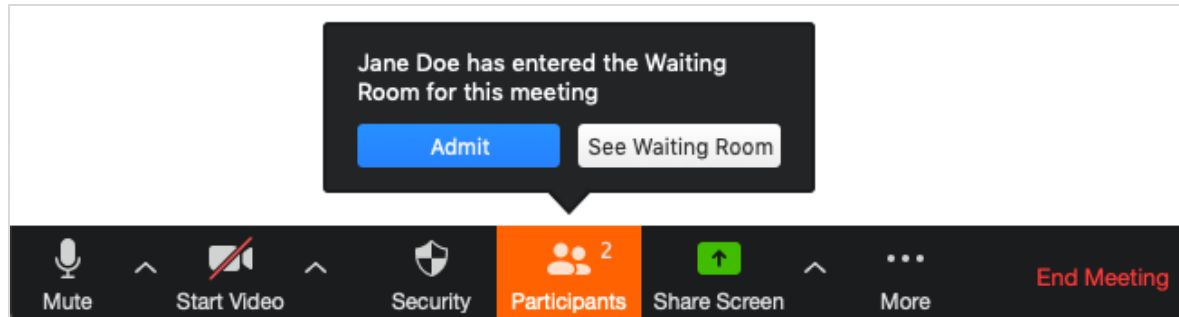 Jane Doe has entered the Waiting
Room for this meeting
Admit
See Waiting Room
2
Mute
Start Video
Security
Participants
Share Screen
More
End Meeting